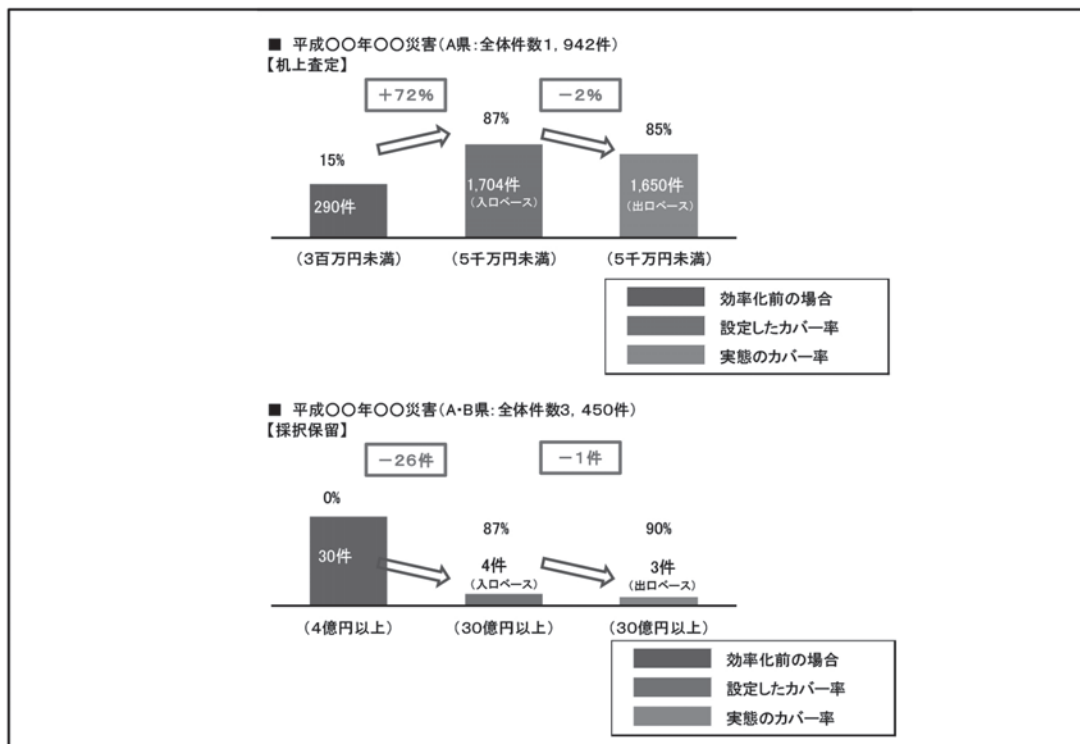 ■ 平成〇〇年〇〇災害(A県:全体件数1,942件)
【机上査定】
+72%
-2%
87%
85%
15%
1,704件
(入口ベース)
1,650件
(出口ベース)
290件
(3百万円未満)
(5千万円未満)
(5千万円未満)
効率化前の場合
設定したカバー率
実態のカバー率
■ 平成〇〇年〇〇災害(A・B県:全体件数3,450件)
【採択保留】
-26件
-1件
0%
87%
90%
30件
4件
(入口ベース)
3件
(出口ベース)
(4億円以上)
(30億円以上)
(30億円以上)
効率化前の場合
設定したカバー率
実態のカバー率